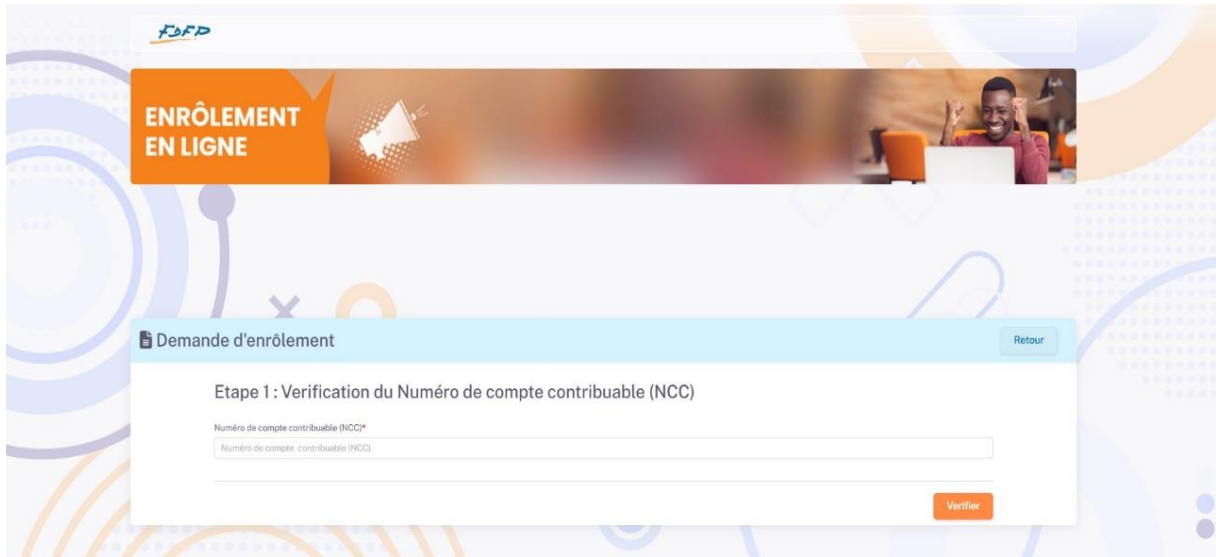 FDFP
ENRÔLEMENT
EN LIGNE
Demande d'enrôlement
Retour
Etape 1 : Verification du Numéro de compte contribuable (NCC)
Numéro de compte contribuable (NCC)*
Numéro de compte contribuable (NCC)
Verifier